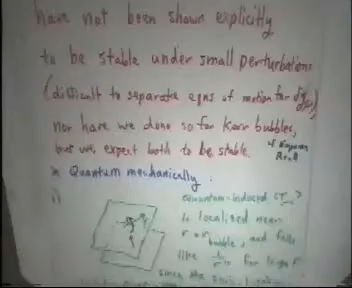 have not been shown explicitly
to be stable under small perturbations
(difficult to separate eqns of motion for
nor have we done so for Kerr bubbles,
but we expect both to be stable.
Quantum mechanically:
i)
quantum-induced
is localized near
bubble, and falls
like for large r
since the